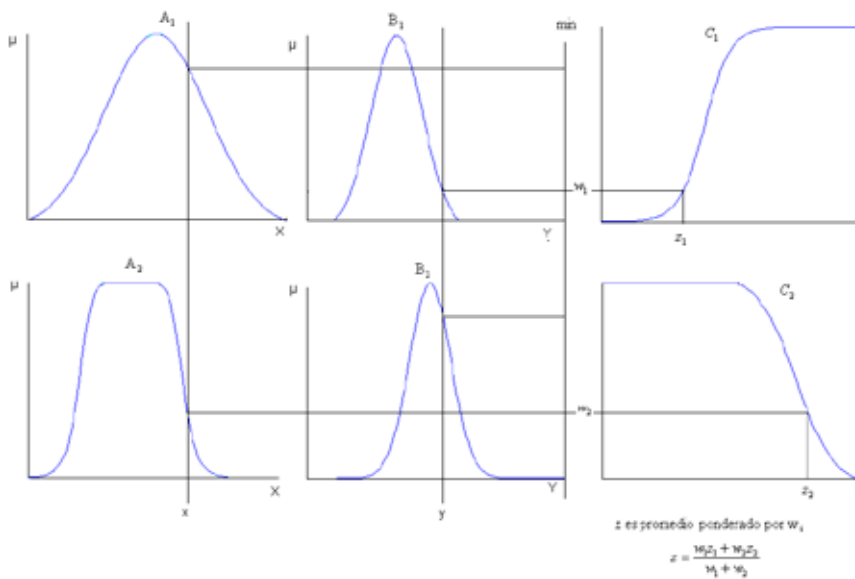 A₁
B₁
min
C₁
μ
μ
w₁
X
Y
z₁
A₂
B₂
C₂
μ
μ
w₂
X
Y
z₂
x
y
z es promedio ponderado por wᵢ
z = (w₁z₁ + w₂z₂) / (w₁ + w₂)